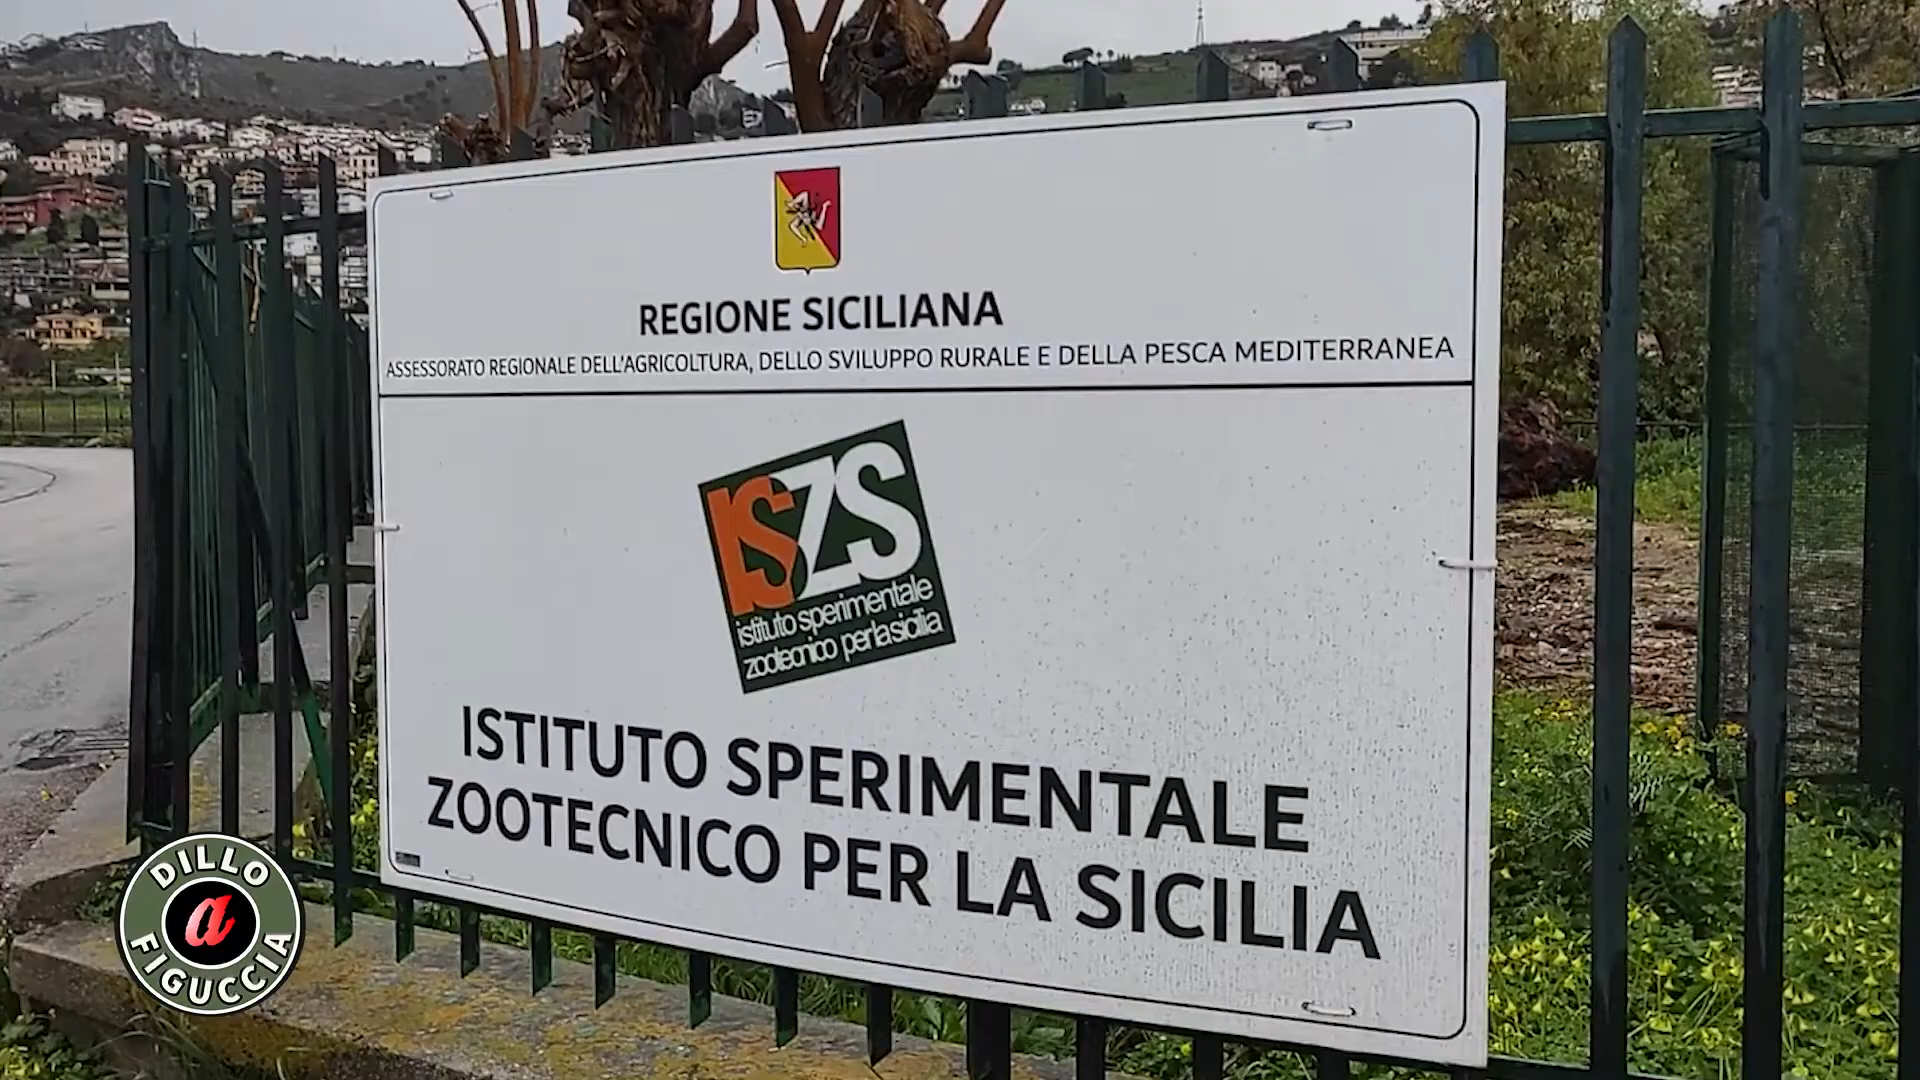 REGIONE SICILIANA
ASSESSORATO REGIONALE DELL'AGRICOLTURA, DELLO SVILUPPO RURALE E DELLA PESCA MEDITERRANEA
ISZS
istituto sperimentale
zootecnico per la sicilia
ISTITUTO SPERIMENTALE
ZOOTECNICO PER LA SICILIA
DILLO
a
FIGUCCIA